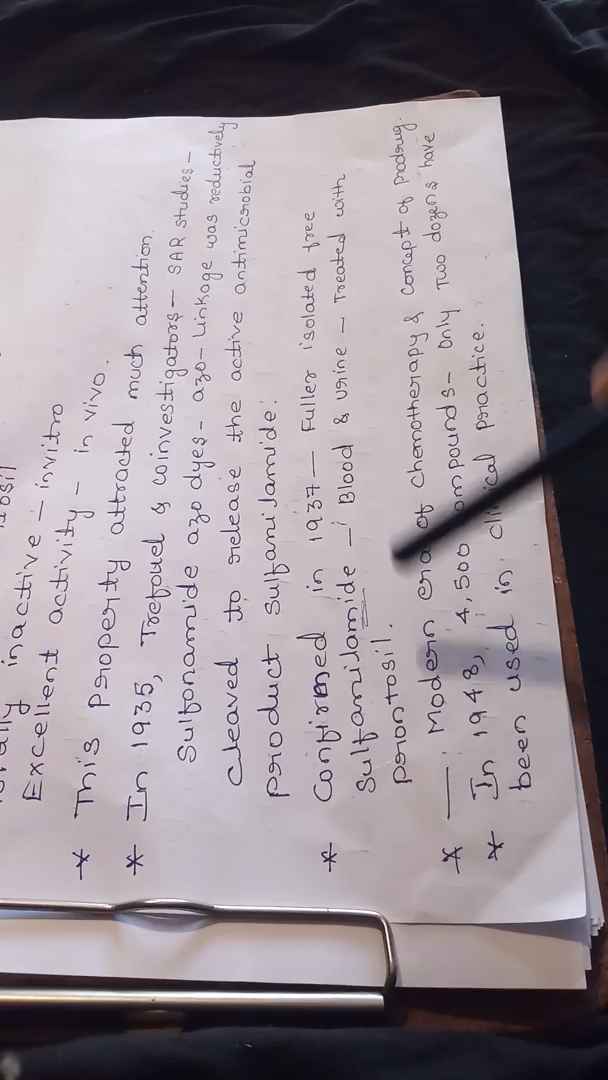 inactive - invitro
Excellent activity - in vivo.
* This property attracted much attention
* In 1935, Trefouel & coinvestigators - SAR studies -
Sulfonamide azo dyes - azo - linkage was reductively
cleaved to release the active antimicrobial
product Sulfanilamide.
* Confirmed in 1937 - Fuller isolated free
Sulfanilamide - Blood & urine - Treated with
prontosil.
* - Modern era of chemotherapy & concept of prodrug.
* In 1948, 4,500 compounds - only Two dozens have
been used in clinical practice.